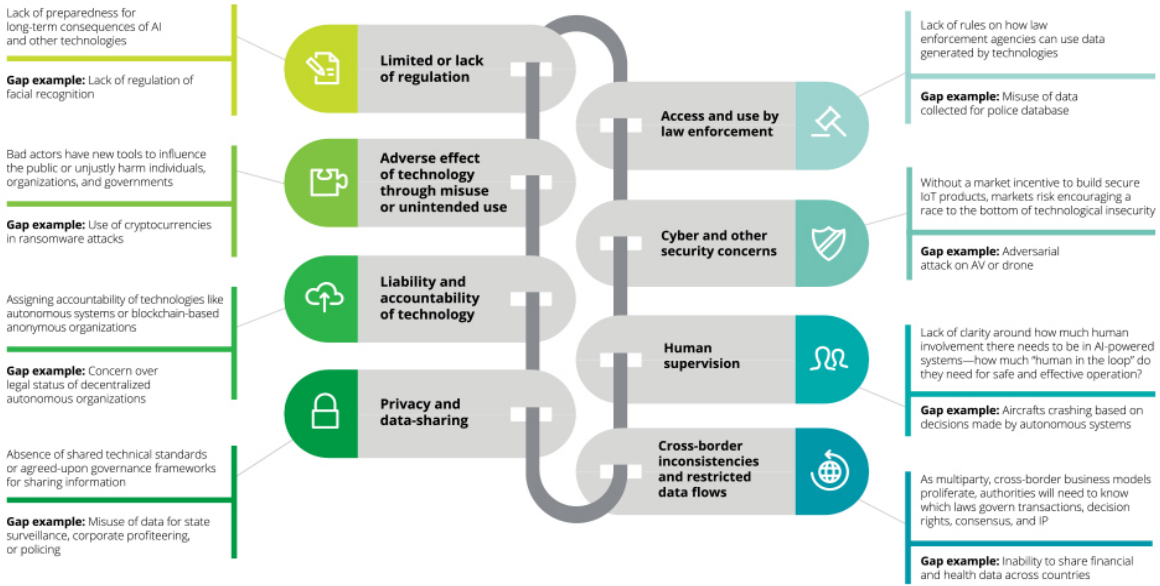 Lack of preparedness for
long-term consequences of AI
and other technologies
Gap example: Lack of regulation of
facial recognition
Limited or lack
of regulation
Bad actors have new tools to influence
the public or unjustly harm individuals,
organizations, and governments
Gap example: Use of cryptocurrencies
in ransomware attacks
Adverse effect
of technology
through misuse
or unintended use
Assigning accountability of technologies like
autonomous systems or blockchain-based
anonymous organizations
Gap example: Concern over
legal status of decentralized
autonomous organizations
Liability and
accountability
of technology
Absence of shared technical standards
or agreed-upon governance frameworks
for sharing information
Gap example: Misuse of data for state
surveillance, corporate profiteering,
or policing
Privacy and
data-sharing
Access and use by
law enforcement
Lack of rules on how law
enforcement agencies can use data
generated by technologies
Gap example: Misuse of data
collected for police database
Cyber and other
security concerns
Without a market incentive to build secure
IoT products, markets risk encouraging a
race to the bottom of technological insecurity
Gap example: Adversarial
attack on AV or drone
Human
supervision
Lack of clarity around how much human
involvement there needs to be in AI-powered
systems—how much “human in the loop” do
they need for safe and effective operation?
Gap example: Aircrafts crashing based on
decisions made by autonomous systems
Cross-border
inconsistencies
and restricted
data flows
As multiparty, cross-border business models
proliferate, authorities will need to know
which laws govern transactions, decision
rights, consensus, and IP
Gap example: Inability to share financial
and health data across countries